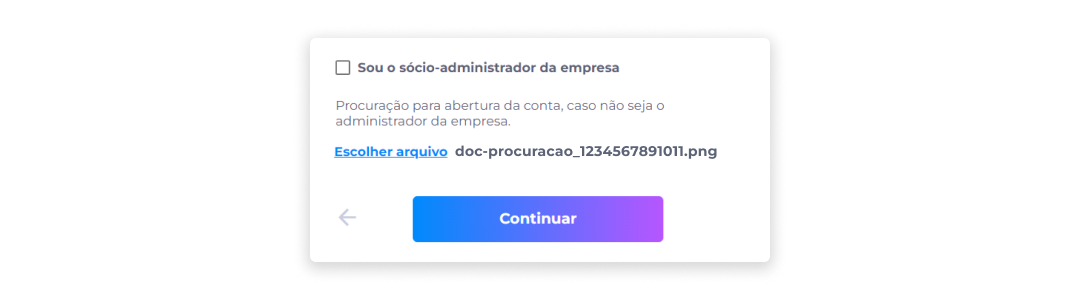 Sou o sócio-administrador da empresa
Procuração para abertura da conta, caso não seja o
administrador da empresa.
Escolher arquivo doc-procuracao_1234567891011.png
Continuar